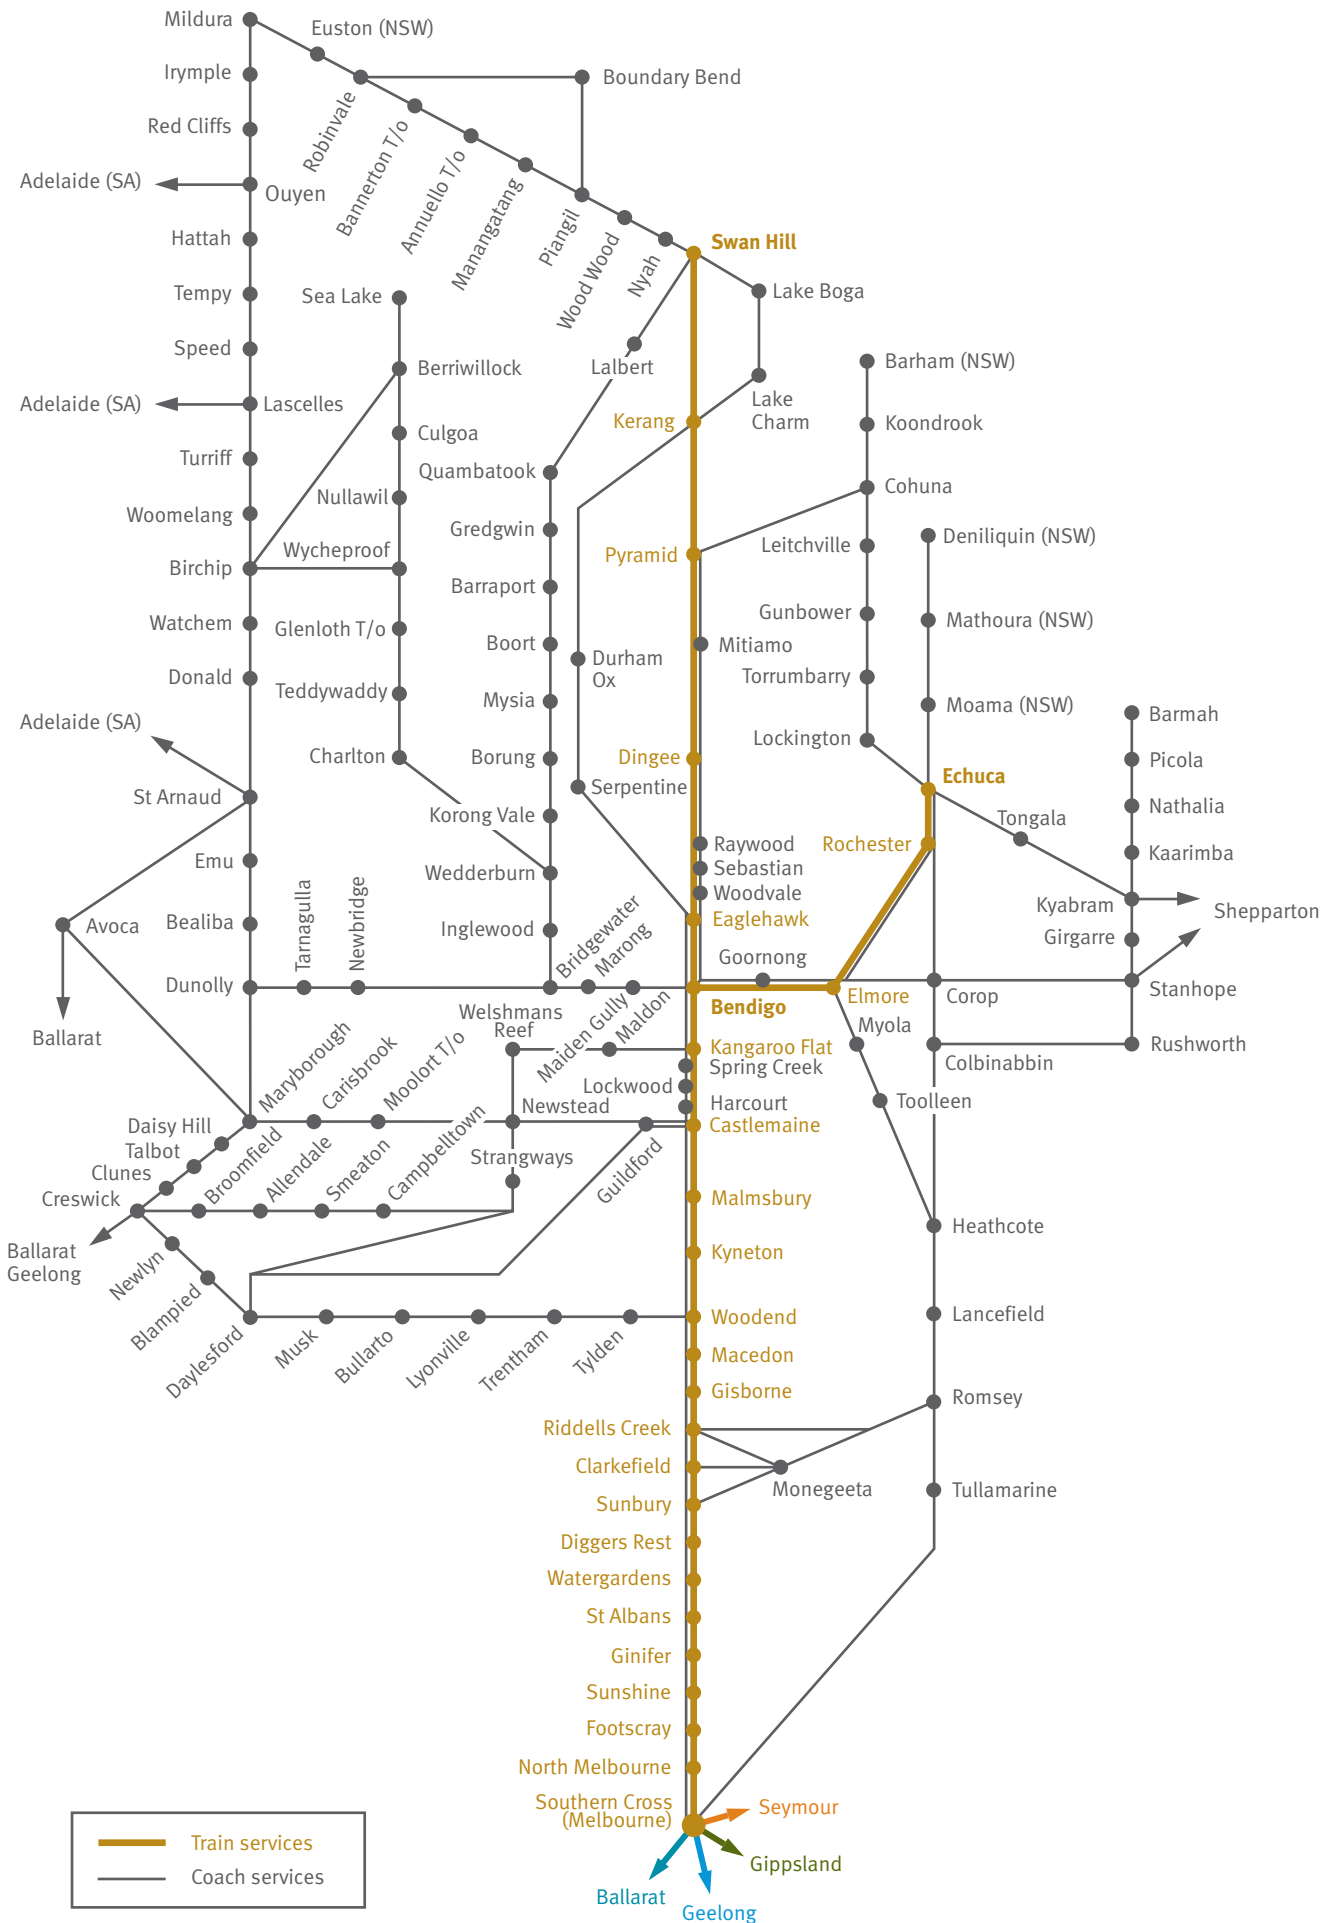 Mildura
Euston (NSW)
Irymple
Boundary Bend
Red Cliffs
Robinvale
Bannerton T/o
Annuello T/o
Manangatang
Piangil
Wood Wood
Nyah
Adelaide (SA)
Ouyen
Hattah
Swan Hill
Tempy
Sea Lake
Lake Boga
Speed
Lalbert
Berriwillock
Barham (NSW)
Adelaide (SA)
Lascelles
Lake
Charm
Kerang
Koondrook
Culgoa
Turriff
Quambatook
Cohuna
Nullawil
Woomelang
Gredgwin
Deniliquin (NSW)
Wycheproof
Pyramid
Leitchville
Birchip
Barraport
Watchem
Glenloth T/o
Gunbower
Mathoura (NSW)
Boort
Mitiamo
Durham
Ox
Donald
Teddywaddy
Torrumbarry
Mysia
Moama (NSW)
Barmah
Adelaide (SA)
Lockington
Charlton
Borung
Dingee
Picola
Echuca
Serpentine
St Arnaud
Nathalia
Korong Vale
Tongala
Raywood
Rochester
Emu
Sebastian
Kaarimba
Wedderburn
Woodvale
Kyabram
Shepparton
Avoca
Bealiba
Tarnagulla
Newbridge
Inglewood
Bridgewater
Marong
Eaglehawk
Girgarre
Goornong
Dunolly
Maiden Gully
Bendigo
Elmore
Corop
Stanhope
Welshmans
Reef
Maldon
Myola
Ballarat
Kangaroo Flat
Colbinabbin
Rushworth
Spring Creek
Lockwood
Toolleen
Maryborough
Carisbrook
Moolort T/o
Newstead
Harcourt
Castlemaine
Daisy Hill
Talbot
Clunes
Creswick
Broomfield
Allendale
Smeaton
Campbelltown
Strangways
Guildford
Malmsbury
Heathcote
Ballarat
Geelong
Newlyn
Blampied
Kyneton
Daylesford
Musk
Bullarto
Lyonville
Trentham
Tylden
Woodend
Lancefield
Macedon
Gisborne
Romsey
Riddells Creek
Clarkefield
Monegeeta
Tullamarine
Sunbury
Diggers Rest
Watergardens
St Albans
Ginifer
Sunshine
Footscray
North Melbourne
Southern Cross
(Melbourne)
Seymour
Gippsland
Ballarat
Geelong
Train services
Coach services